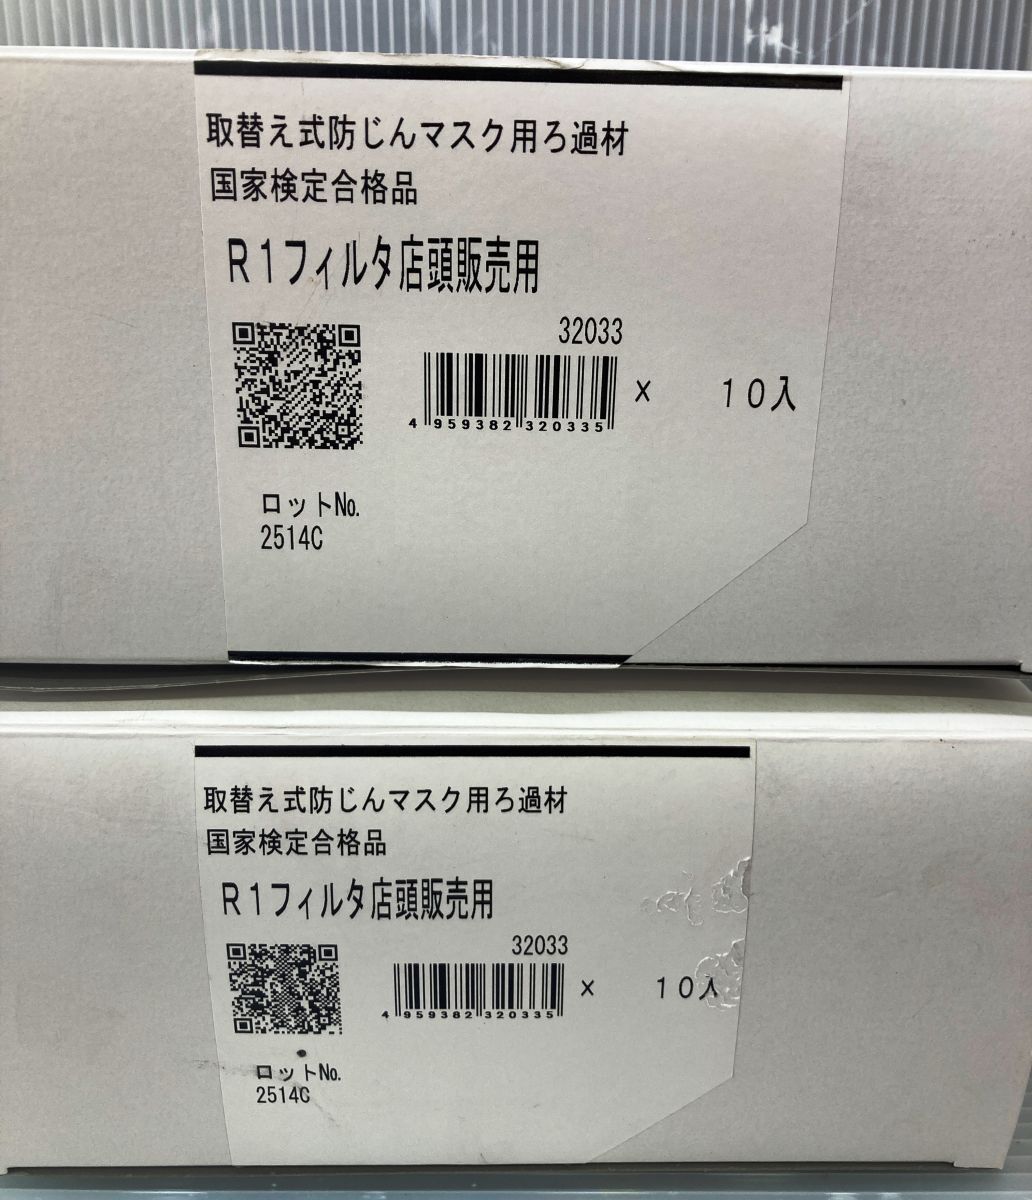 取替え式防じんマスク用ろ過材
国家検定合格品
R1フィルタ店頭販売用
32033
× 10入
4 959382 320335
ロットNo.
2514C
取替え式防じんマスク用ろ過材
国家検定合格品
R1フィルタ店頭販売用
32033
× 10入
4 959382 320335
ロットNo.
2514C